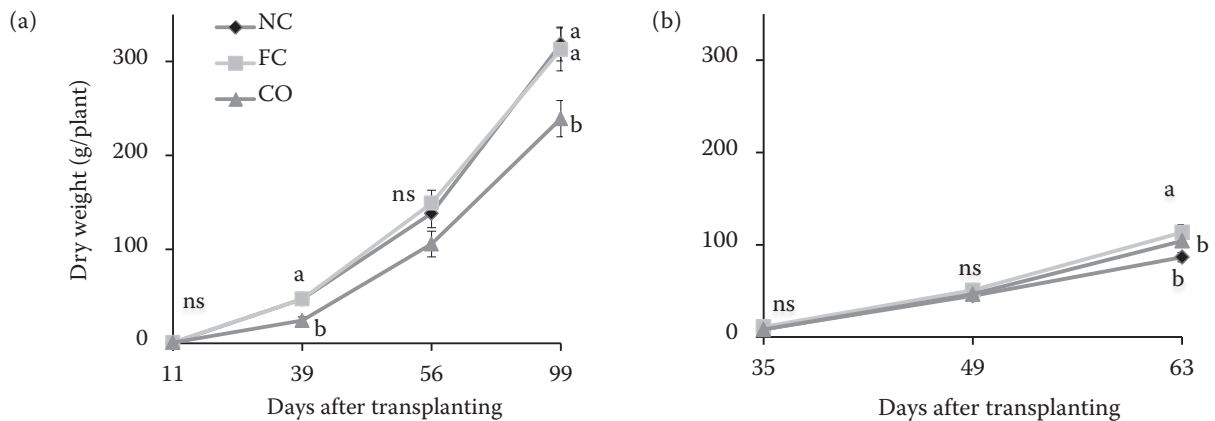 (a)
NC
FC
CO
Dry weight (g/plant)
300
200
100
0
ns
a
b
ns
a
a
b
11
39
56
99
Days after transplanting
(b)
300
200
100
0
ns
ns
a
b
b
35
49
63
Days after transplanting